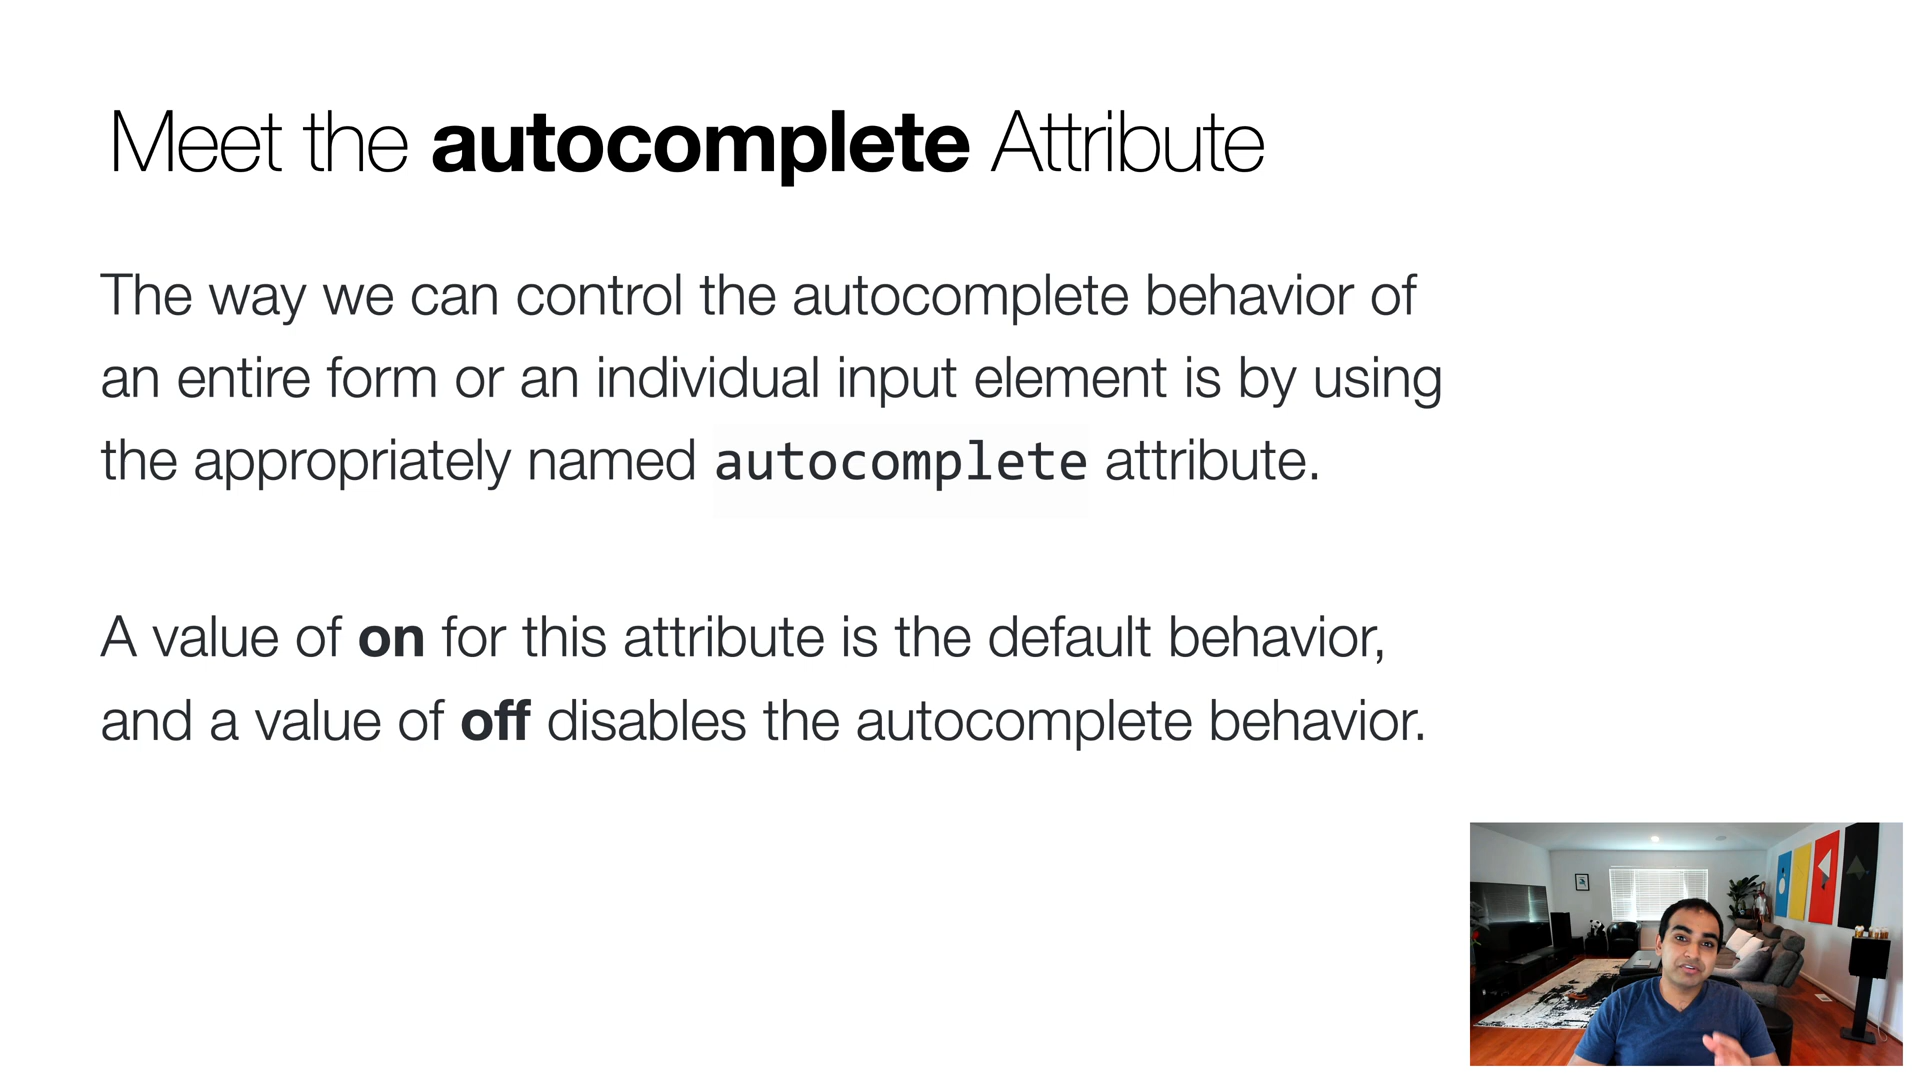 Meet the autocomplete Attribute
The way we can control the autocomplete behavior of
an entire form or an individual input element is by using
the appropriately named autocomplete attribute.
A value of on for this attribute is the default behavior,
and a value of off disables the autocomplete behavior.